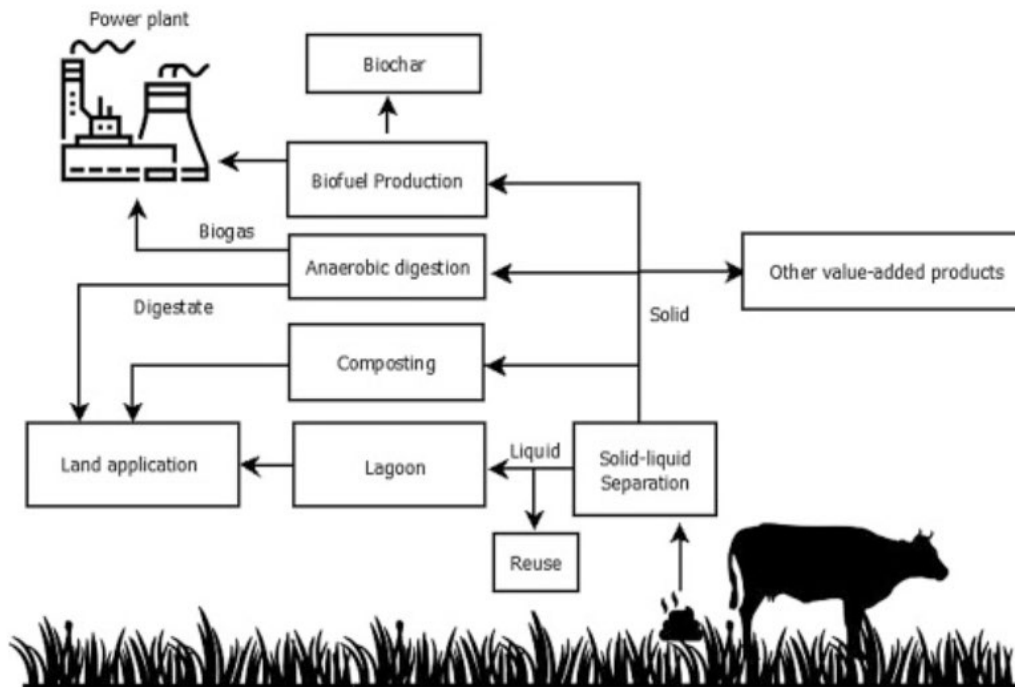 Power plant
Biochar
Biofuel Production
Biogas
Anaerobic digestion
Other value-added products
Digestate
Solid
Composting
Land application
Lagoon
Liquid
Solid-liquid
Separation
Reuse